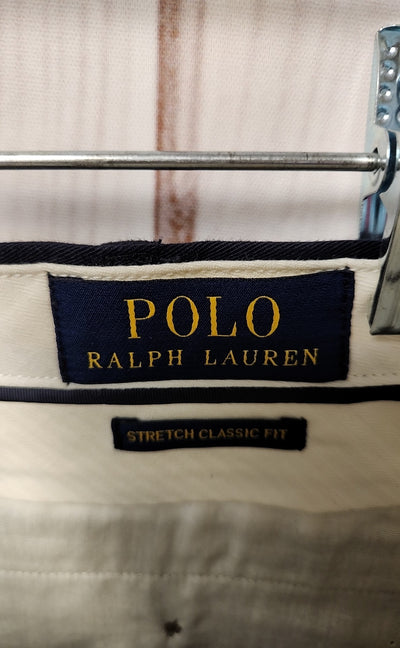 POLO
RALPH LAUREN
STRETCH CLASSIC FIT